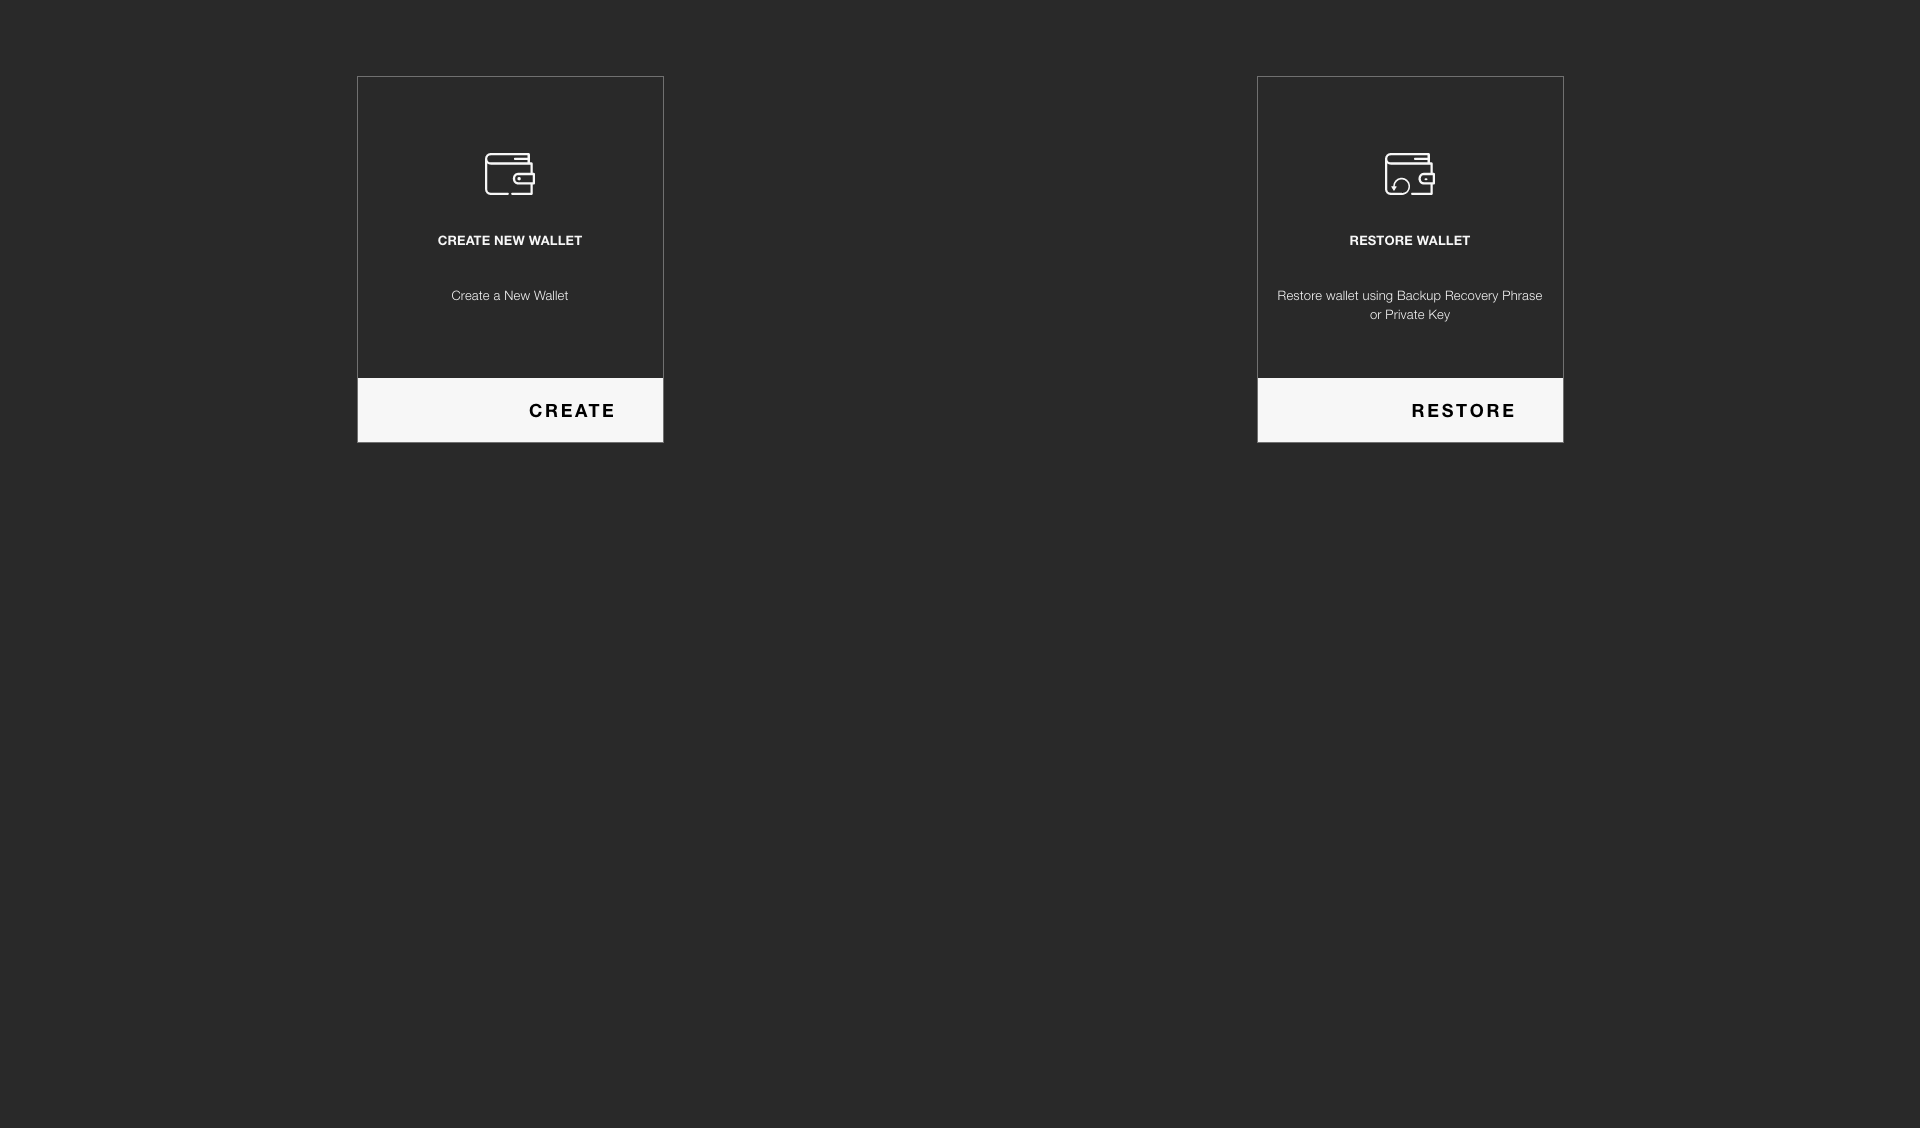 CREATE NEW WALLET
Create a New Wallet
CREATE
RESTORE WALLET
Restore wallet using Backup Recovery Phrase
or Private Key
RESTORE